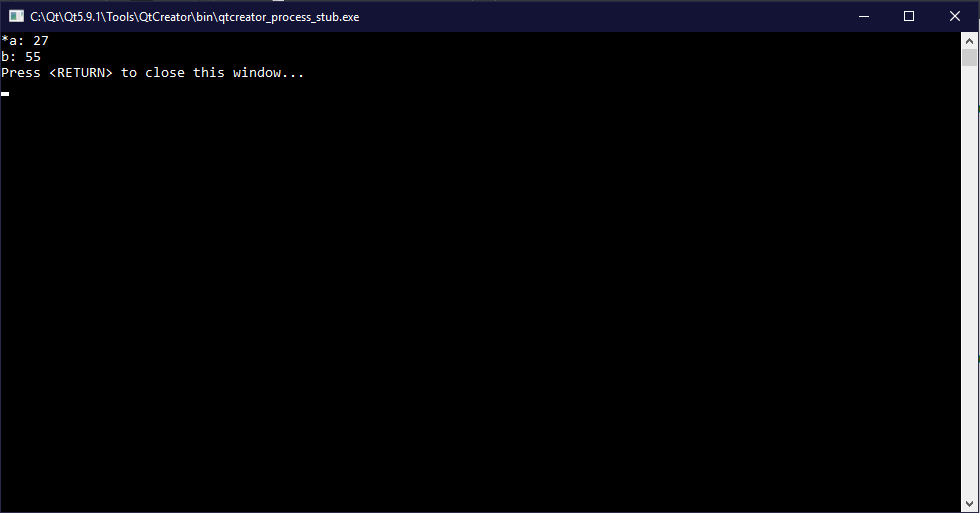 C:\Qt\Qt5.9.1\Tools\QtCreator\bin\qtcreator_process_stub.exe
*a: 27
b: 55
Press <RETURN> to close this window...